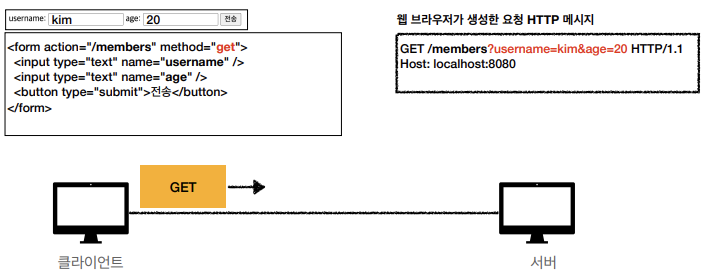 username: kim age: 20 전송
<form action="/members" method="get">
<input type="text" name="username" />
<input type="text" name="age" />
<button type="submit">전송</button>
</form>
웹 브라우저가 생성한 요청 HTTP 메시지
GET /members?username=kim&age=20 HTTP/1.1
Host: localhost:8080
GET
클라이언트
서버